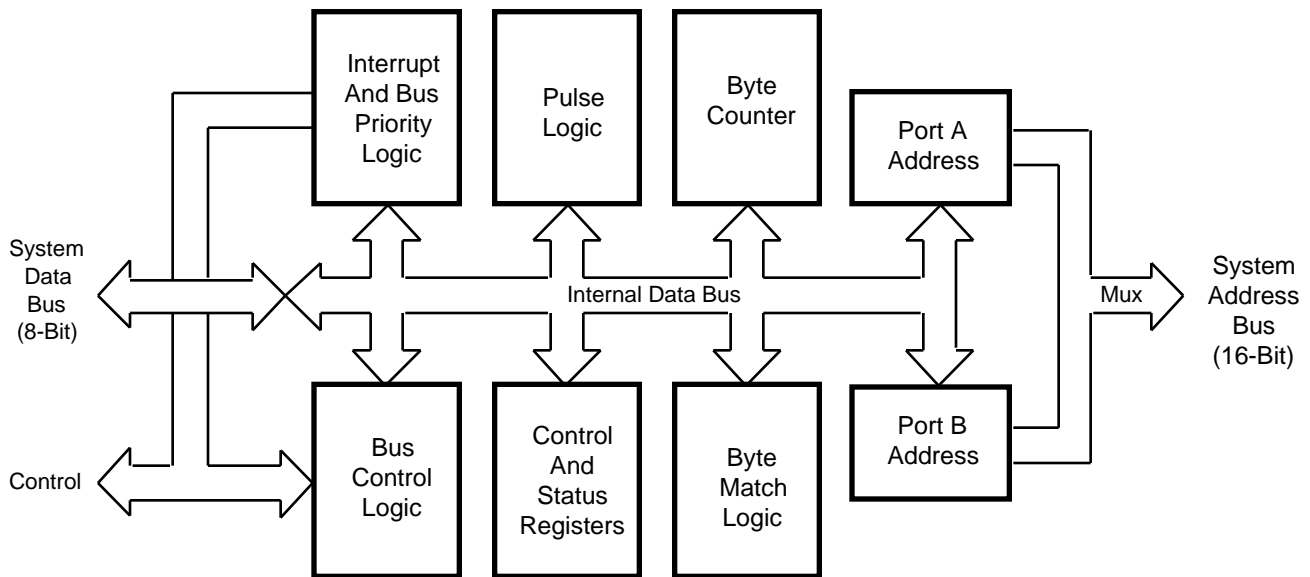 Interrupt
And Bus
Priority
Logic
Pulse
Logic
Byte
Counter
Port A
Address
System
Data
Bus
(8-Bit)
Internal Data Bus
Mux
System
Address
Bus
(16-Bit)
Control
Bus
Control
Logic
Control
And
Status
Registers
Byte
Match
Logic
Port B
Address